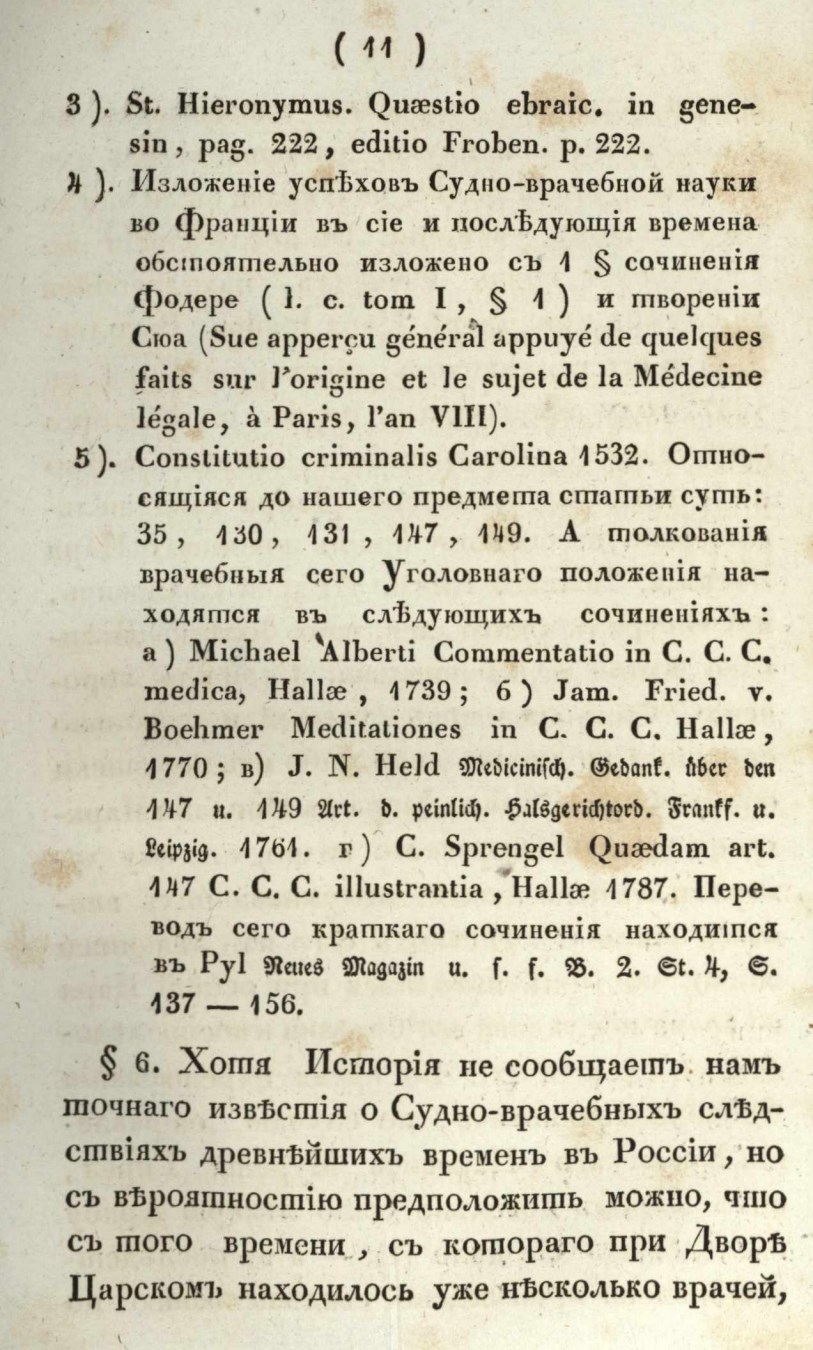 ( 11 )
3 ). St. Hieronymus. Quæstio ebraic. in gene-
sin, pag. 222, editio Froben. p. 222.
4 ). Изложеніе успѣховъ Судно-врачебной науки
во Франціи въ сіе и послѣдующія времена
обстоятельно изложено съ 1 § сочиненія
Фодере ( l. c. tom I, § 1 ) и твореніи
Сюа (Sue apperçu général appuyé de quelques
faits sur l'origine et le sujet de la Médecine
légale, à Paris, l'an VIII).
5 ). Constitutio criminalis Carolina 1532. Отно-
сящіяся до нашего предмета статьи суть:
35, 130, 131, 147, 149. А толкованія
врачебныя сего Уголовнаго положенія на-
ходятся въ слѣдующихъ сочиненіяхъ:
а ) Michael Alberti Commentatio in C. C. C.
medica, Hallæ, 1739; б ) Jam. Fried. v.
Boehmer Meditationes in C. C. C. Hallæ,
1770; в) J. N. Held Medicinisch. Gedank. über den
147 u. 149 Art. d. peinlich. Halsgerichtord. Frankf. u.
Leipzig. 1761. г ) C. Sprengel Quædam art.
147 C. C. C. illustrantia, Hallæ 1787. Пере-
водъ сего краткаго сочиненія находится
въ Pyl Neues Magazin u. s. f. B. 2. St. 4, S.
137 — 156.
§ 6. Хотя Исторія не сообщаетъ намъ
точнаго извѣстія о Судно-врачебныхъ слѣд-
ствіяхъ древнѣйшихъ временъ въ Россіи, но
съ вѣроятностію предположить можно, что
съ того времени, съ котораго при Дворѣ
Царскомъ находилось уже нѣсколько врачей,